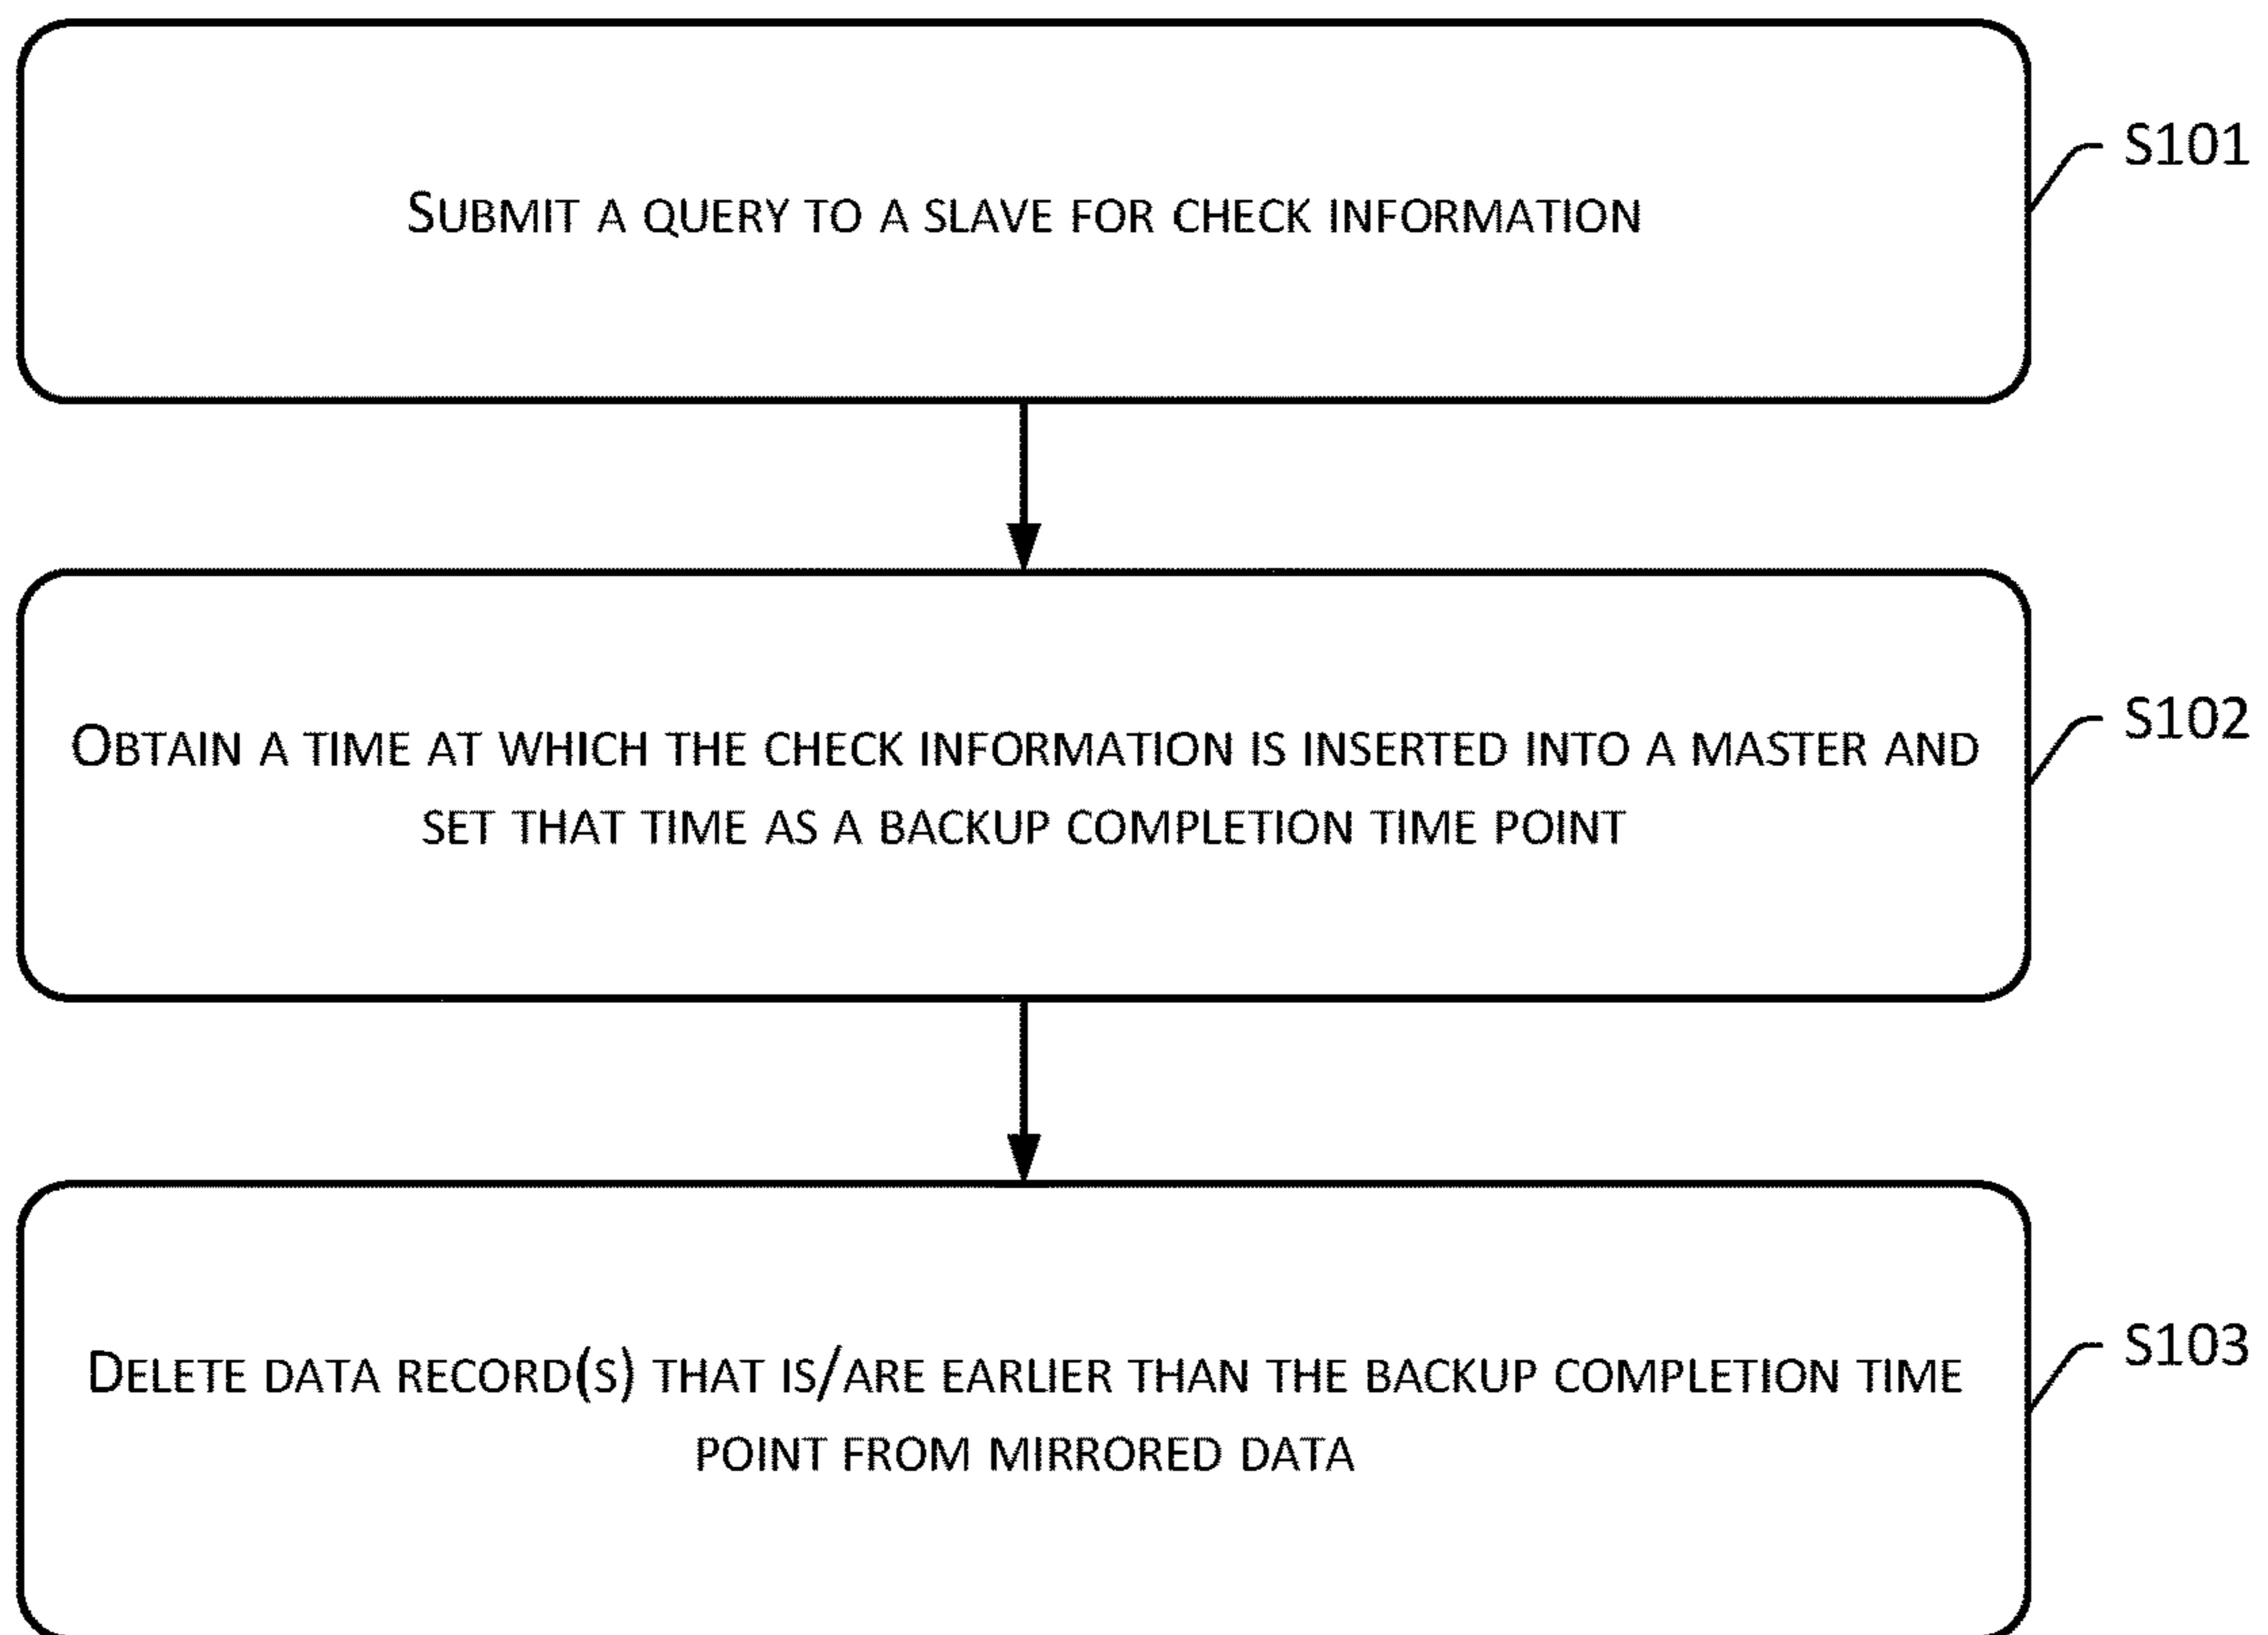 SUBMIT A QUERY TO A SLAVE FOR CHECK INFORMATION
S101
OBTAIN A TIME AT WHICH THE CHECK INFORMATION IS INSERTED INTO A MASTER AND
SET THAT TIME AS A BACKUP COMPLETION TIME POINT
S102
DELETE DATA RECORD(S) THAT IS/ARE EARLIER THAN THE BACKUP COMPLETION TIME
POINT FROM MIRRORED DATA
S103